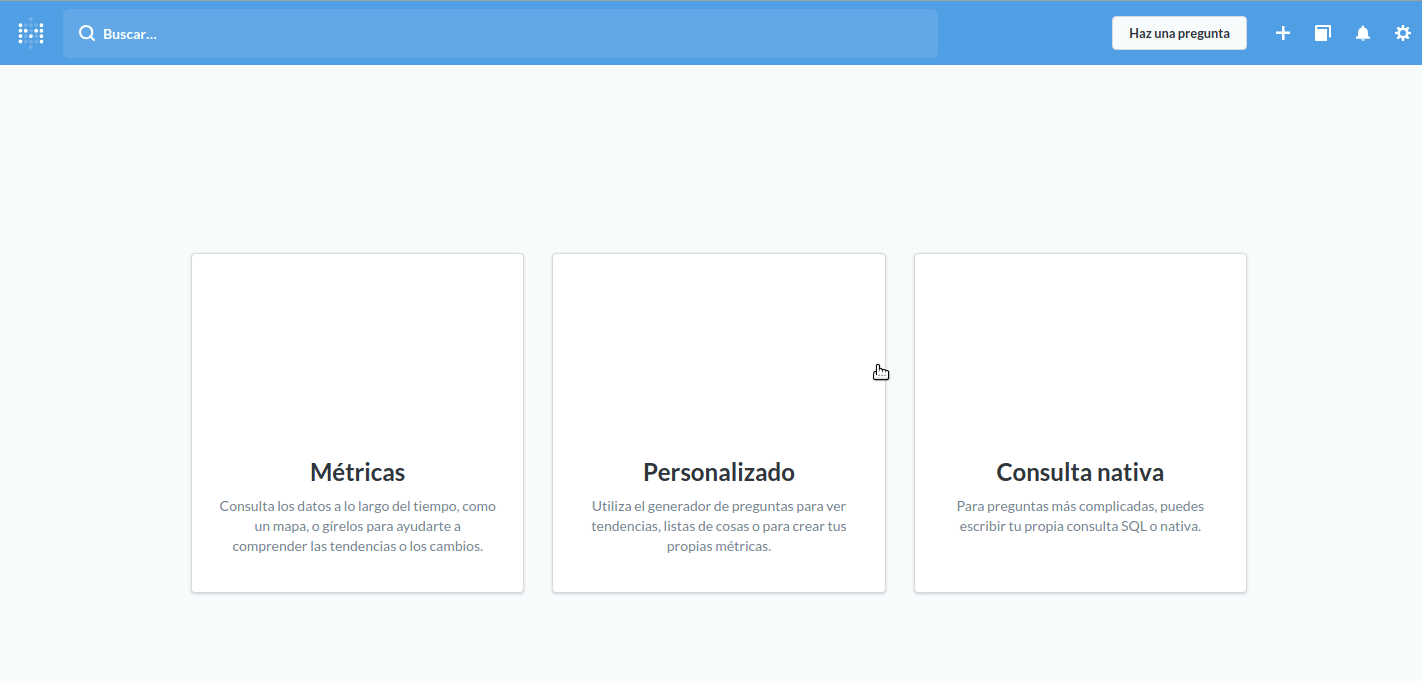 Buscar...
Haz una pregunta
Métricas
Consulta los datos a lo largo del tiempo, como
un mapa, o gírelos para ayudarte a
comprender las tendencias o los cambios.
Personalizado
Utiliza el generador de preguntas para ver
tendencias, listas de cosas o para crear tus
propias métricas.
Consulta nativa
Para preguntas más complicadas, puedes
escribir tu propia consulta SQL o nativa.